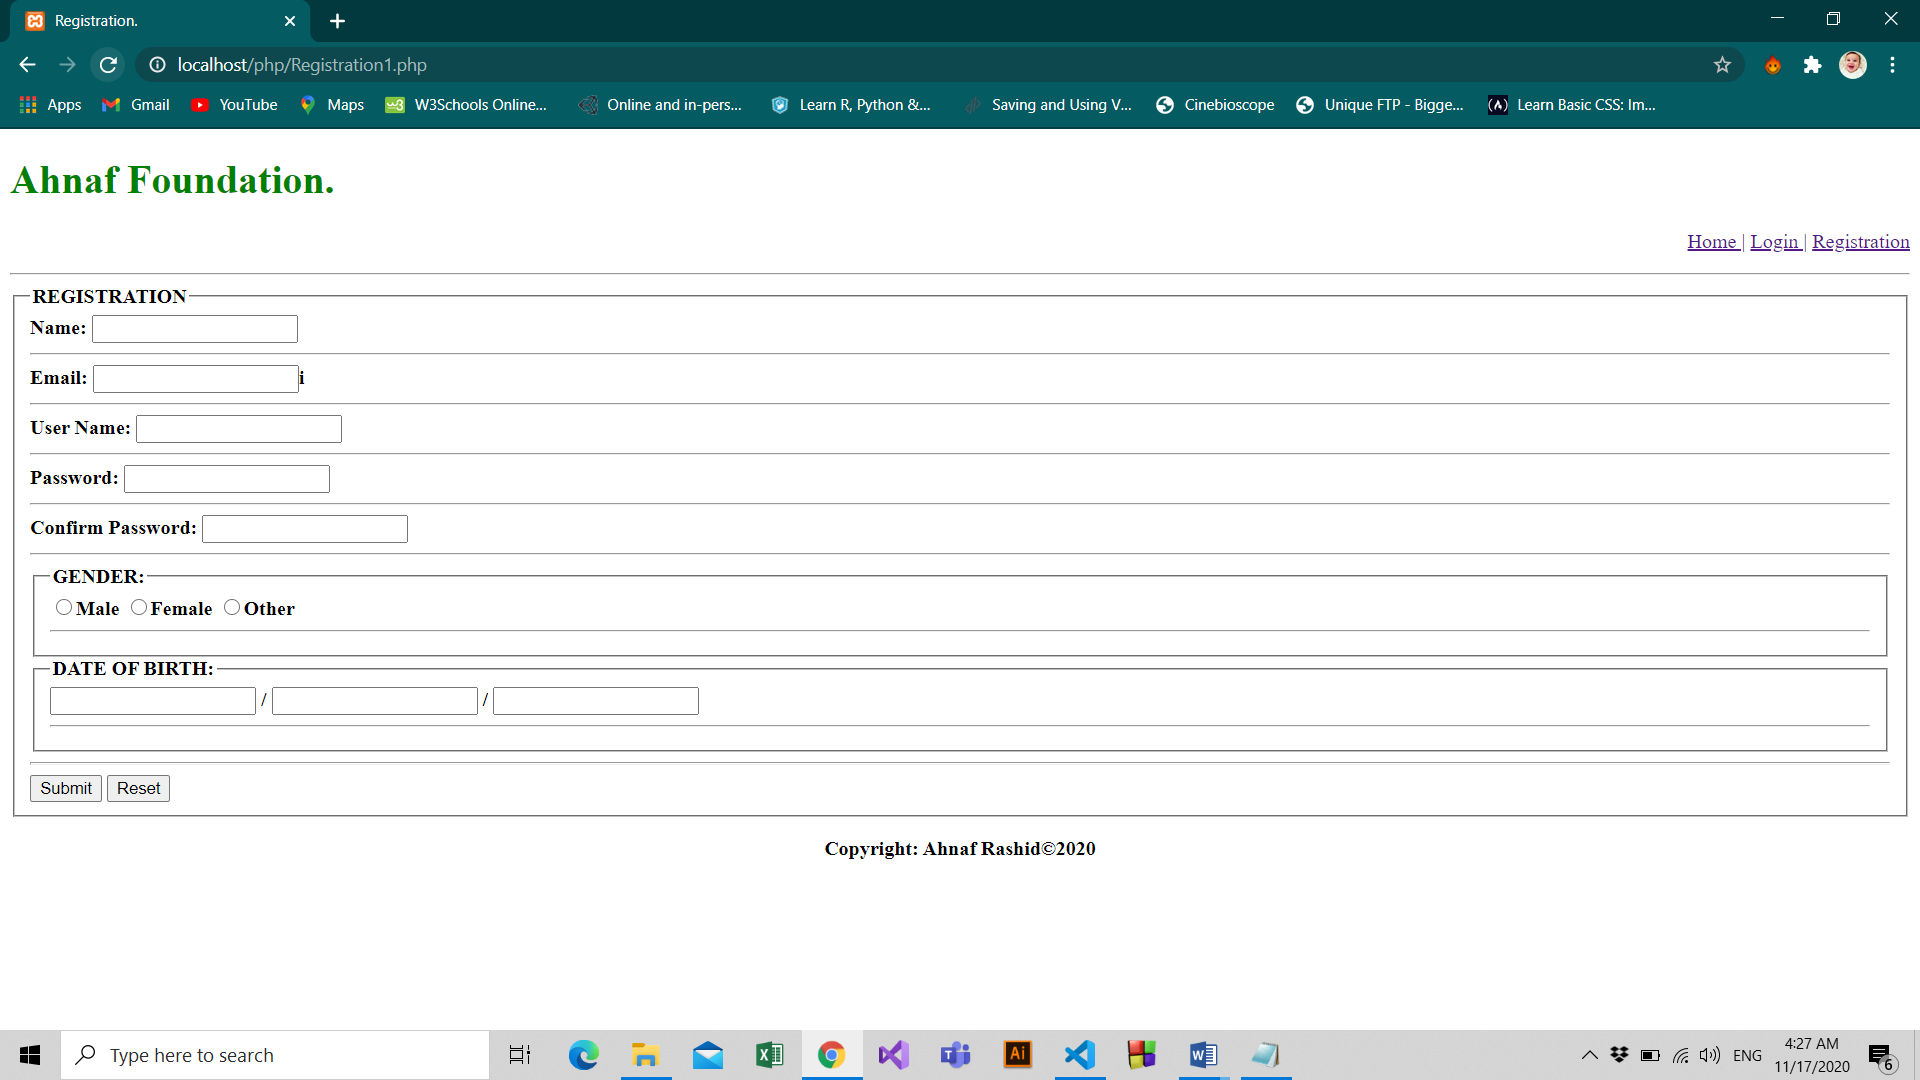 Registration.
localhost/php/Registration1.php
Apps Gmail YouTube Maps W3Schools Online... Online and in-pers... Learn R, Python &... Saving and Using V... Cinebioscope Unique FTP - Bigge... Learn Basic CSS: Im...
Ahnaf Foundation.
Home | Login | Registration
REGISTRATION
Name:
Email: i
User Name:
Password:
Confirm Password:
GENDER:
Male Female Other
DATE OF BIRTH:
/ /
Submit Reset
Copyright: Ahnaf Rashid©2020
Type here to search
ENG
4:27 AM
11/17/2020
6